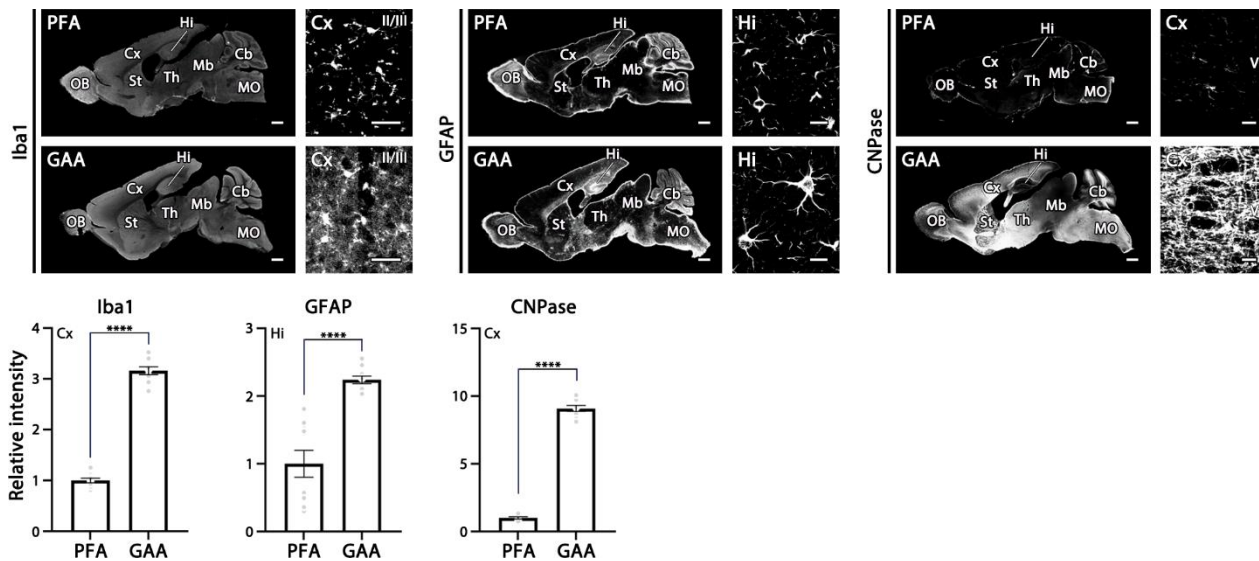 Iba1
PFA
Hi
Cx
Cb
OB
St
Th
Mb
MO
Cx
II/III
GAA
Hi
Cx
Cb
Mb
Th
OB
St
MO
Cx
II/III
GFAP
PFA
Hi
Cx
Cb
Mb
OB
St
Th
MO
Hi
GAA
Hi
Cx
Cb
Mb
Th
St
OB
MO
Hi
CNPase
PFA
Hi
Cx
Mb
Cb
OB
St
Th
MO
Cx
V
GAA
Hi
Cx
Cb
Mb
OB
St
Th
MO
Cx
Iba1
Relative intensity
Cx
****
4
3
2
1
0
PFA GAA
GFAP
Hi
****
3
2
1
0
PFA GAA
CNPase
Cx
****
15
10
5
0
PFA GAA